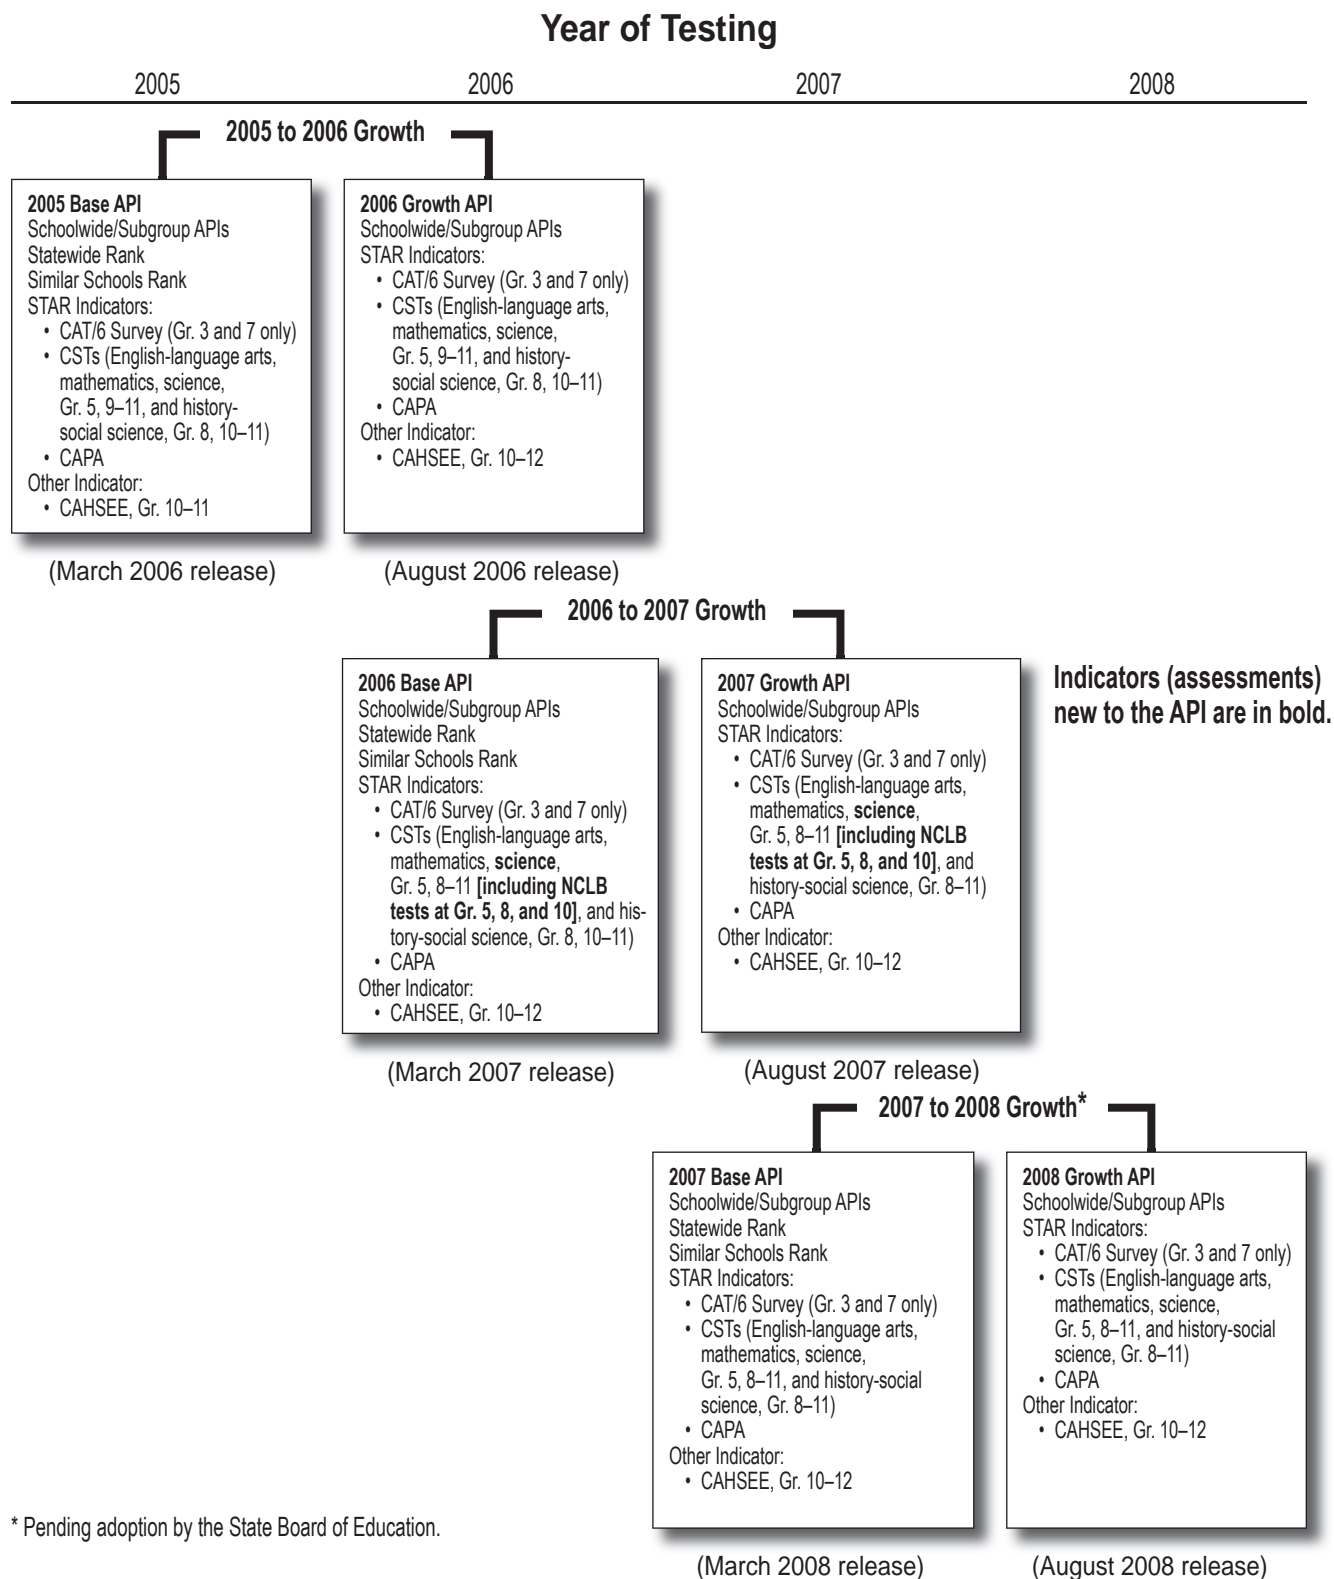 Year of Testing
2005 2006 2007 2008
2005 to 2006 Growth
2005 Base API
Schoolwide/Subgroup APIs
Statewide Rank
Similar Schools Rank
STAR Indicators:
• CAT/6 Survey (Gr. 3 and 7 only)
• CSTs (English-language arts,
mathematics, science,
Gr. 5, 9–11, and history-
social science, Gr. 8, 10–11)
• CAPA
Other Indicator:
• CAHSEE, Gr. 10–11
(March 2006 release)
2006 Growth API
Schoolwide/Subgroup APIs
STAR Indicators:
• CAT/6 Survey (Gr. 3 and 7 only)
• CSTs (English-language arts,
mathematics, science,
Gr. 5, 9–11, and history-
social science, Gr. 8, 10–11)
• CAPA
Other Indicator:
• CAHSEE, Gr. 10–12
(August 2006 release)
2006 to 2007 Growth
2006 Base API
Schoolwide/Subgroup APIs
Statewide Rank
Similar Schools Rank
STAR Indicators:
• CAT/6 Survey (Gr. 3 and 7 only)
• CSTs (English-language arts,
mathematics, science,
Gr. 5, 8–11 [including NCLB
tests at Gr. 5, 8, and 10], and his-
tory-social science, Gr. 8, 10–11)
• CAPA
Other Indicator:
• CAHSEE, Gr. 10–12
(March 2007 release)
2007 Growth API
Schoolwide/Subgroup APIs
STAR Indicators:
• CAT/6 Survey (Gr. 3 and 7 only)
• CSTs (English-language arts,
mathematics, science,
Gr. 5, 8–11 [including NCLB
tests at Gr. 5, 8, and 10], and
history-social science, Gr. 8–11)
• CAPA
Other Indicator:
• CAHSEE, Gr. 10–12
(August 2007 release)
Indicators (assessments)
new to the API are in bold.
2007 to 2008 Growth*
2007 Base API
Schoolwide/Subgroup APIs
Statewide Rank
Similar Schools Rank
STAR Indicators:
• CAT/6 Survey (Gr. 3 and 7 only)
• CSTs (English-language arts,
mathematics, science,
Gr. 5, 8–11, and history-social
science, Gr. 8–11)
• CAPA
Other Indicator:
• CAHSEE, Gr. 10–12
(March 2008 release)
2008 Growth API
Schoolwide/Subgroup APIs
STAR Indicators:
• CAT/6 Survey (Gr. 3 and 7 only)
• CSTs (English-language arts,
mathematics, science,
Gr. 5, 8–11, and history-social
science, Gr. 8–11)
• CAPA
Other Indicator:
• CAHSEE, Gr. 10–12
(August 2008 release)
* Pending adoption by the State Board of Education.